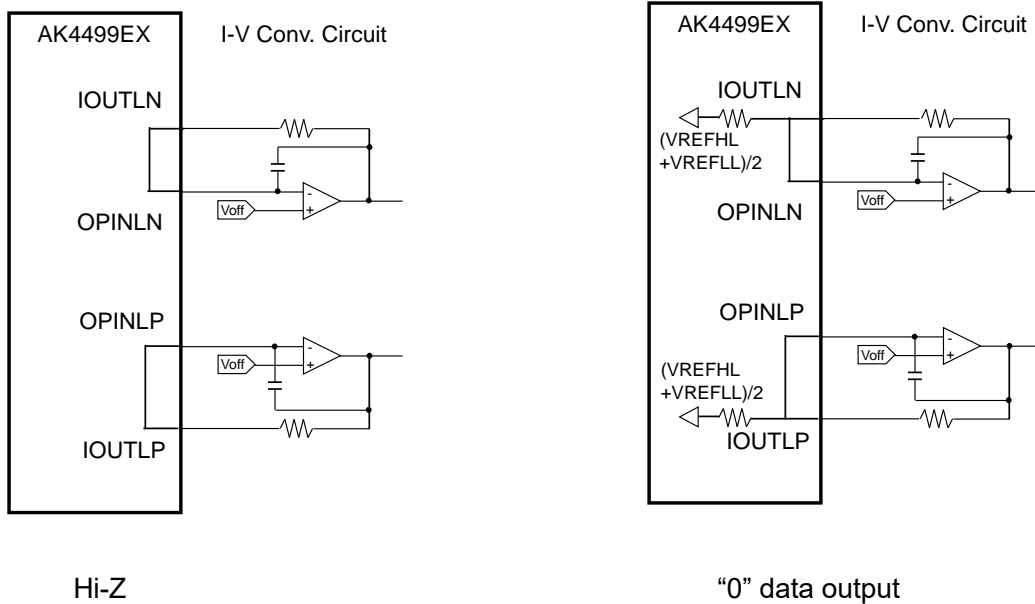 AK4499EX
I-V Conv. Circuit
IOUTLN
-
+
Voff
OPINLN
OPINLP
-
+
Voff
IOUTLP
Hi-Z
AK4499EX
I-V Conv. Circuit
IOUTLN
(VREFHL
+VREFLL)/2
-
+
Voff
OPINLN
OPINLP
-
+
Voff
(VREFHL
+VREFLL)/2
IOUTLP
“0” data output